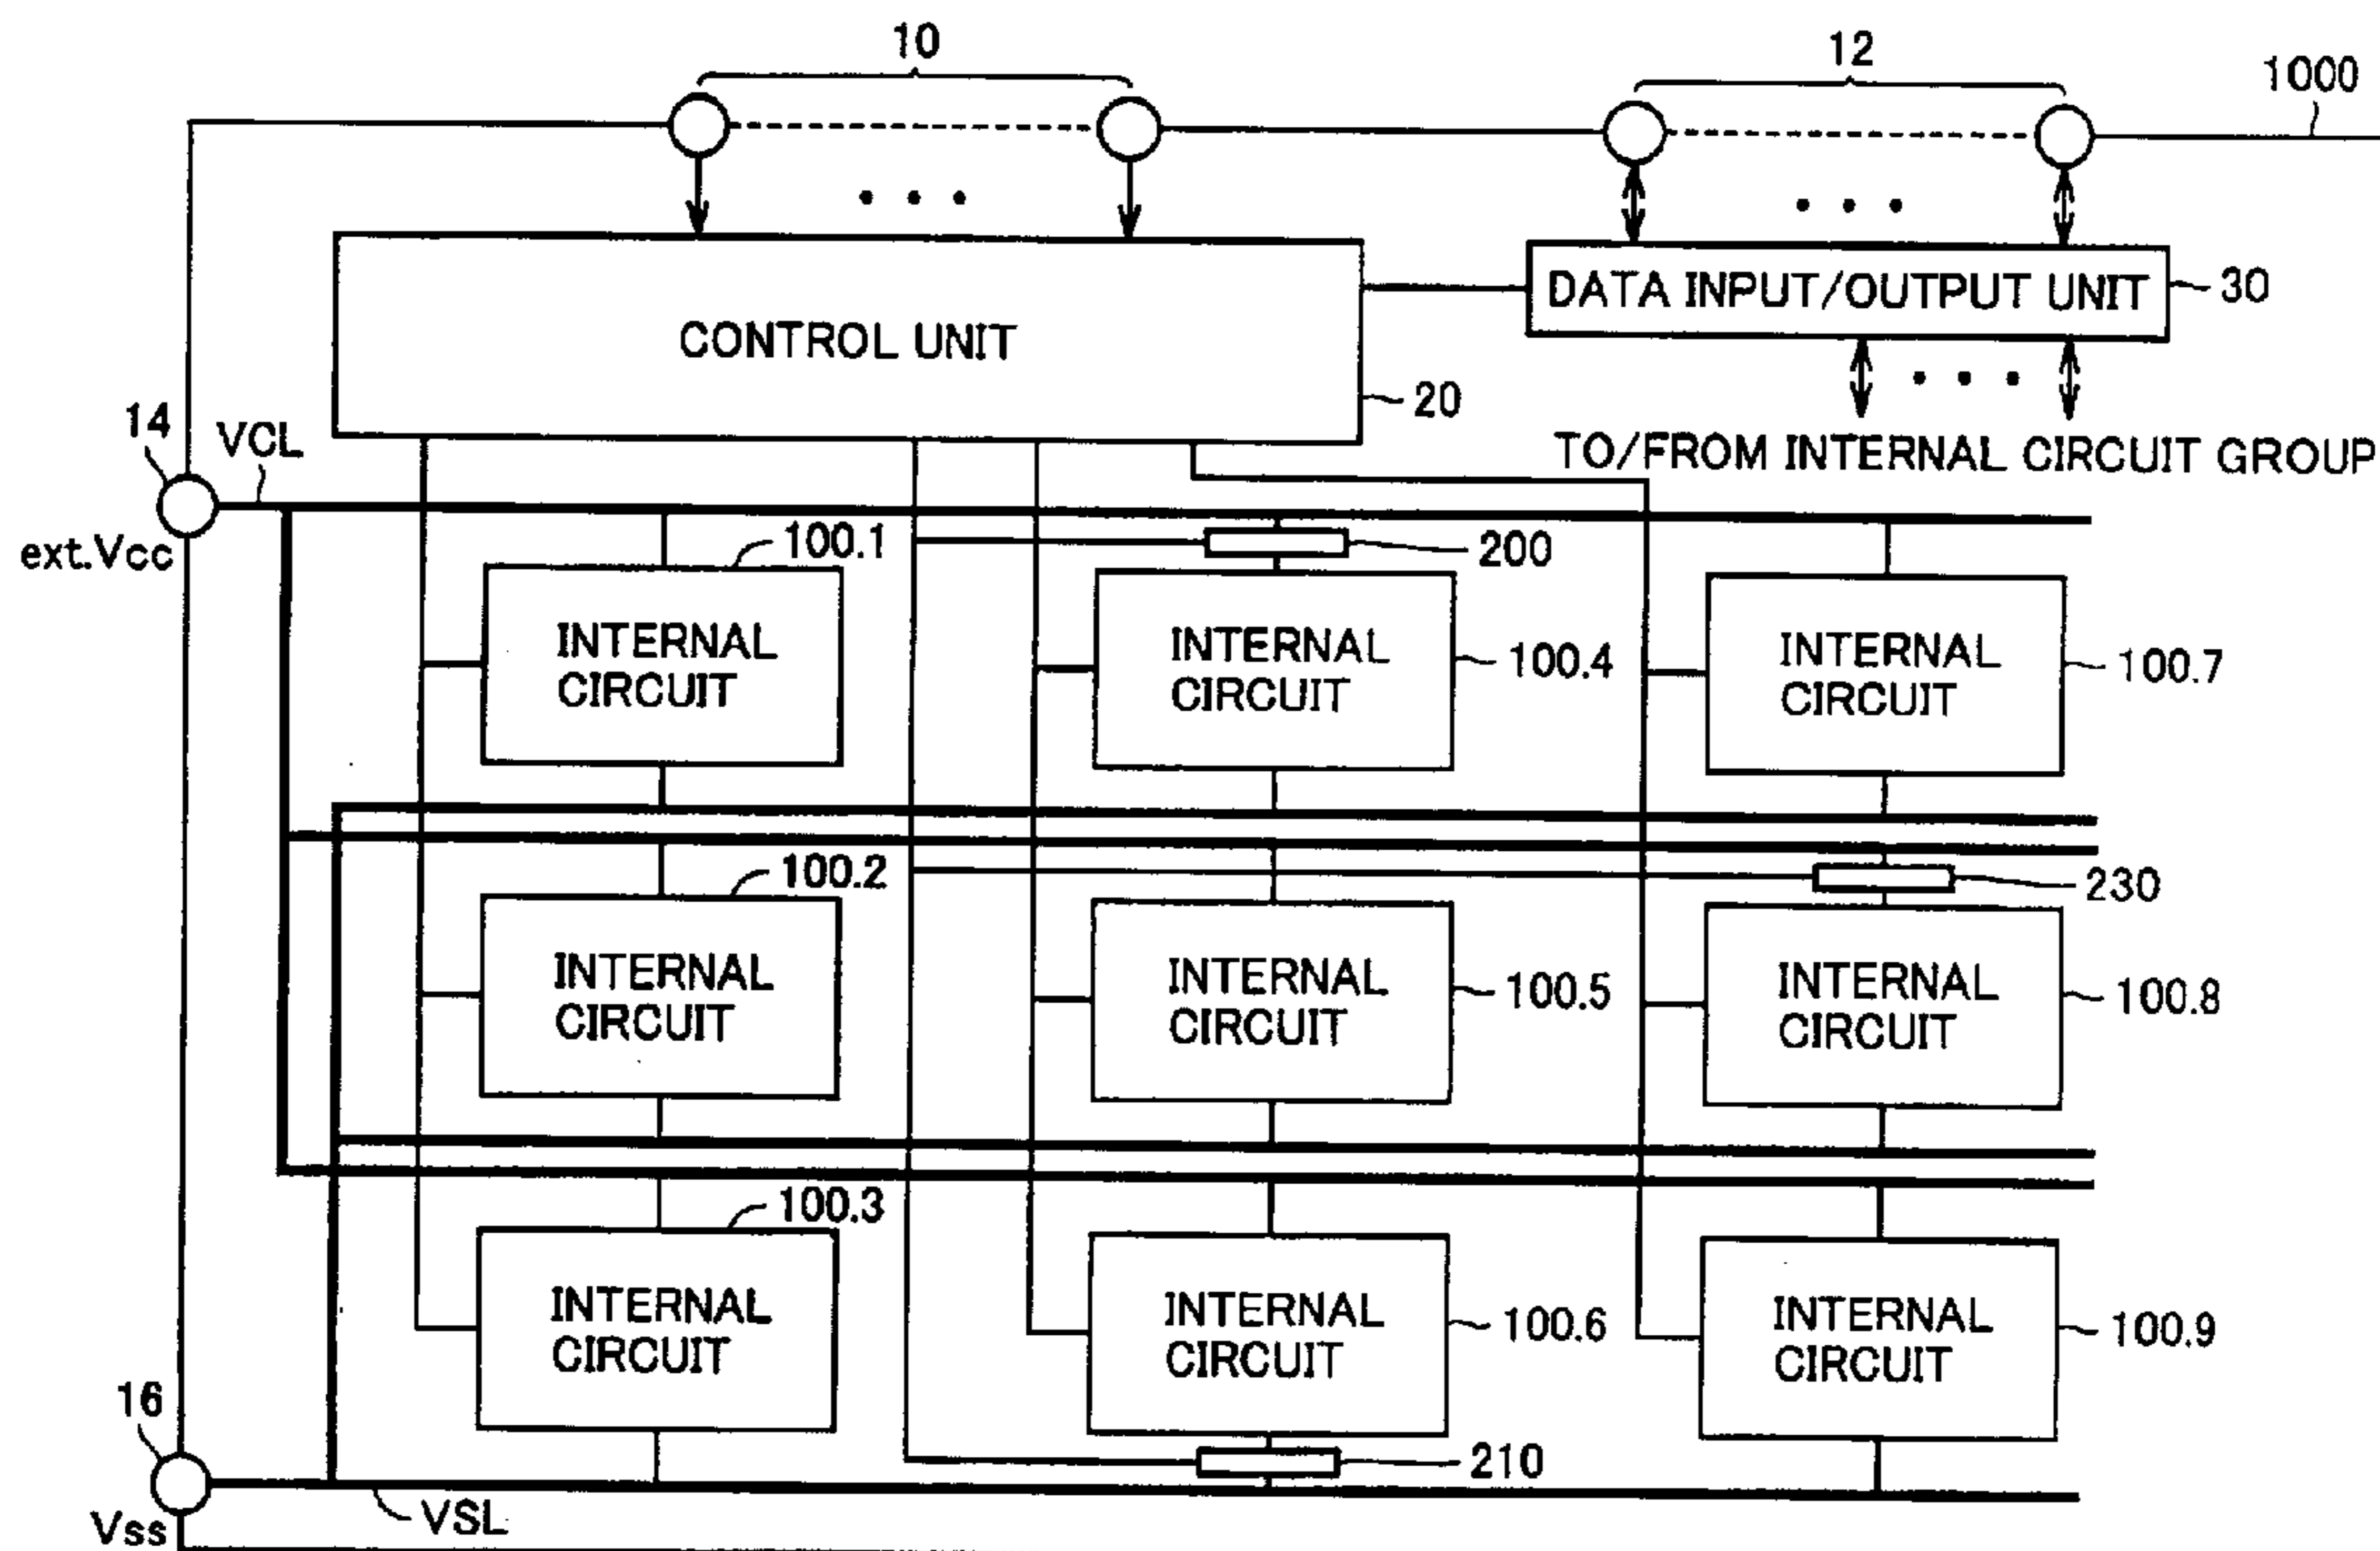 10
12
1000
DATA INPUT/OUTPUT UNIT
30
CONTROL UNIT
20
TO/FROM INTERNAL CIRCUIT GROUP
14
VCL
ext.Vcc
100.1
200
INTERNAL
CIRCUIT
INTERNAL
CIRCUIT
100.4
INTERNAL
CIRCUIT
100.7
100.2
230
INTERNAL
CIRCUIT
INTERNAL
CIRCUIT
100.5
INTERNAL
CIRCUIT
100.8
100.3
INTERNAL
CIRCUIT
INTERNAL
CIRCUIT
100.6
INTERNAL
CIRCUIT
100.9
16
210
Vss
VSL